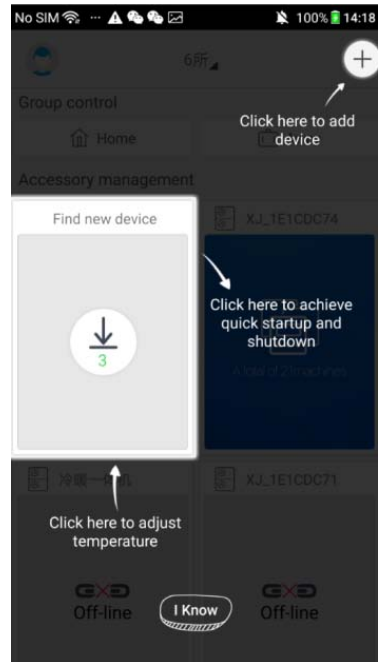 No SIM ... 100% 14:18
6所
Click here to add
device
Group control
Home
Accessory management
Find new device
XJ_1E1CDC74
3
Click here to achieve
quick startup and
shutdown
A total of 21machines
冷暖一体机
XJ_1E1CDC71
Click here to adjust
temperature
Off-line
I Know
Off-line